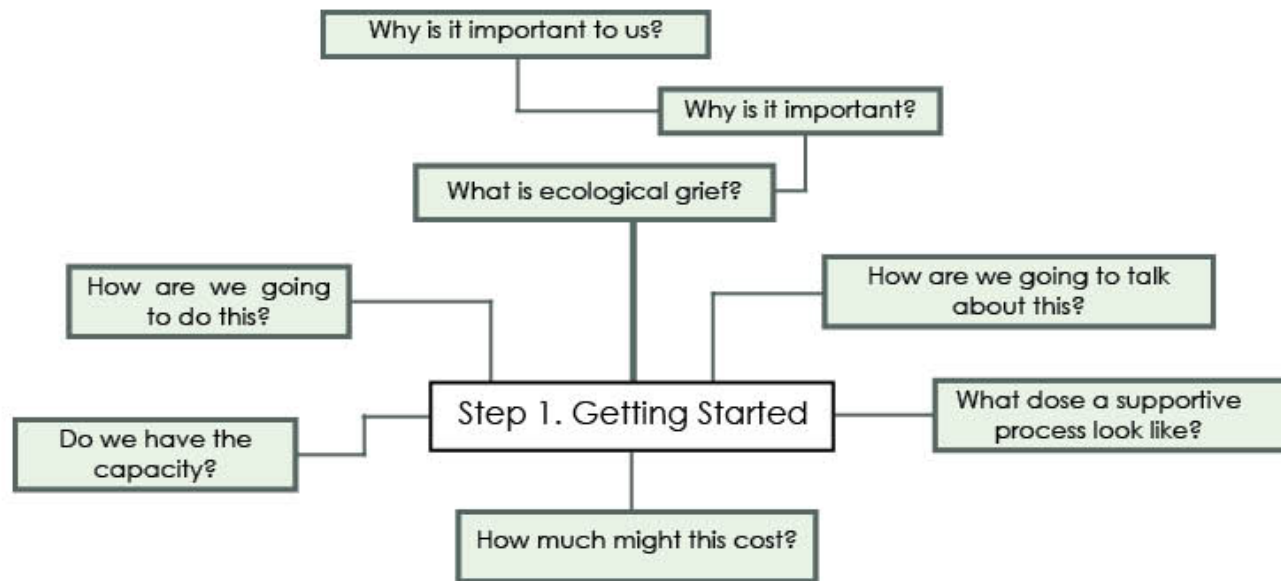 Why is it important to us?
Why is it important?
What is ecological grief?
How are we going
to do this?
How are we going to talk
about this?
Step 1. Getting Started
What dose a supportive
process look like?
Do we have the
capacity?
How much might this cost?